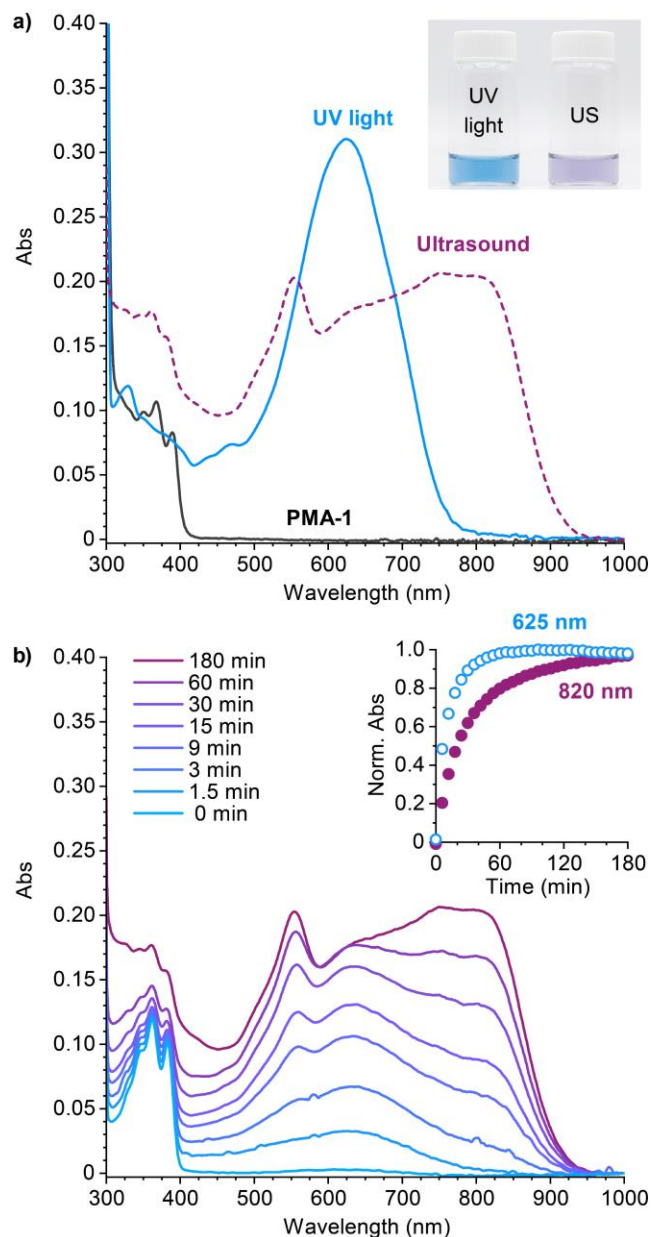 a)
0.40
0.35
0.30
0.25
0.20
0.15
0.10
0.05
0
Abs
UV light
Ultrasound
PMA-1
UV
light
US
300 400 500 600 700 800 900 1000
Wavelength (nm)
b)
0.40
0.35
0.30
0.25
0.20
0.15
0.10
0.05
0
Abs
180 min
60 min
30 min
15 min
9 min
3 min
1.5 min
0 min
625 nm
820 nm
1.0
0.8
0.6
0.4
0.2
0
Norm. Abs
0 60 120 180
Time (min)
300 400 500 600 700 800 900 1000
Wavelength (nm)